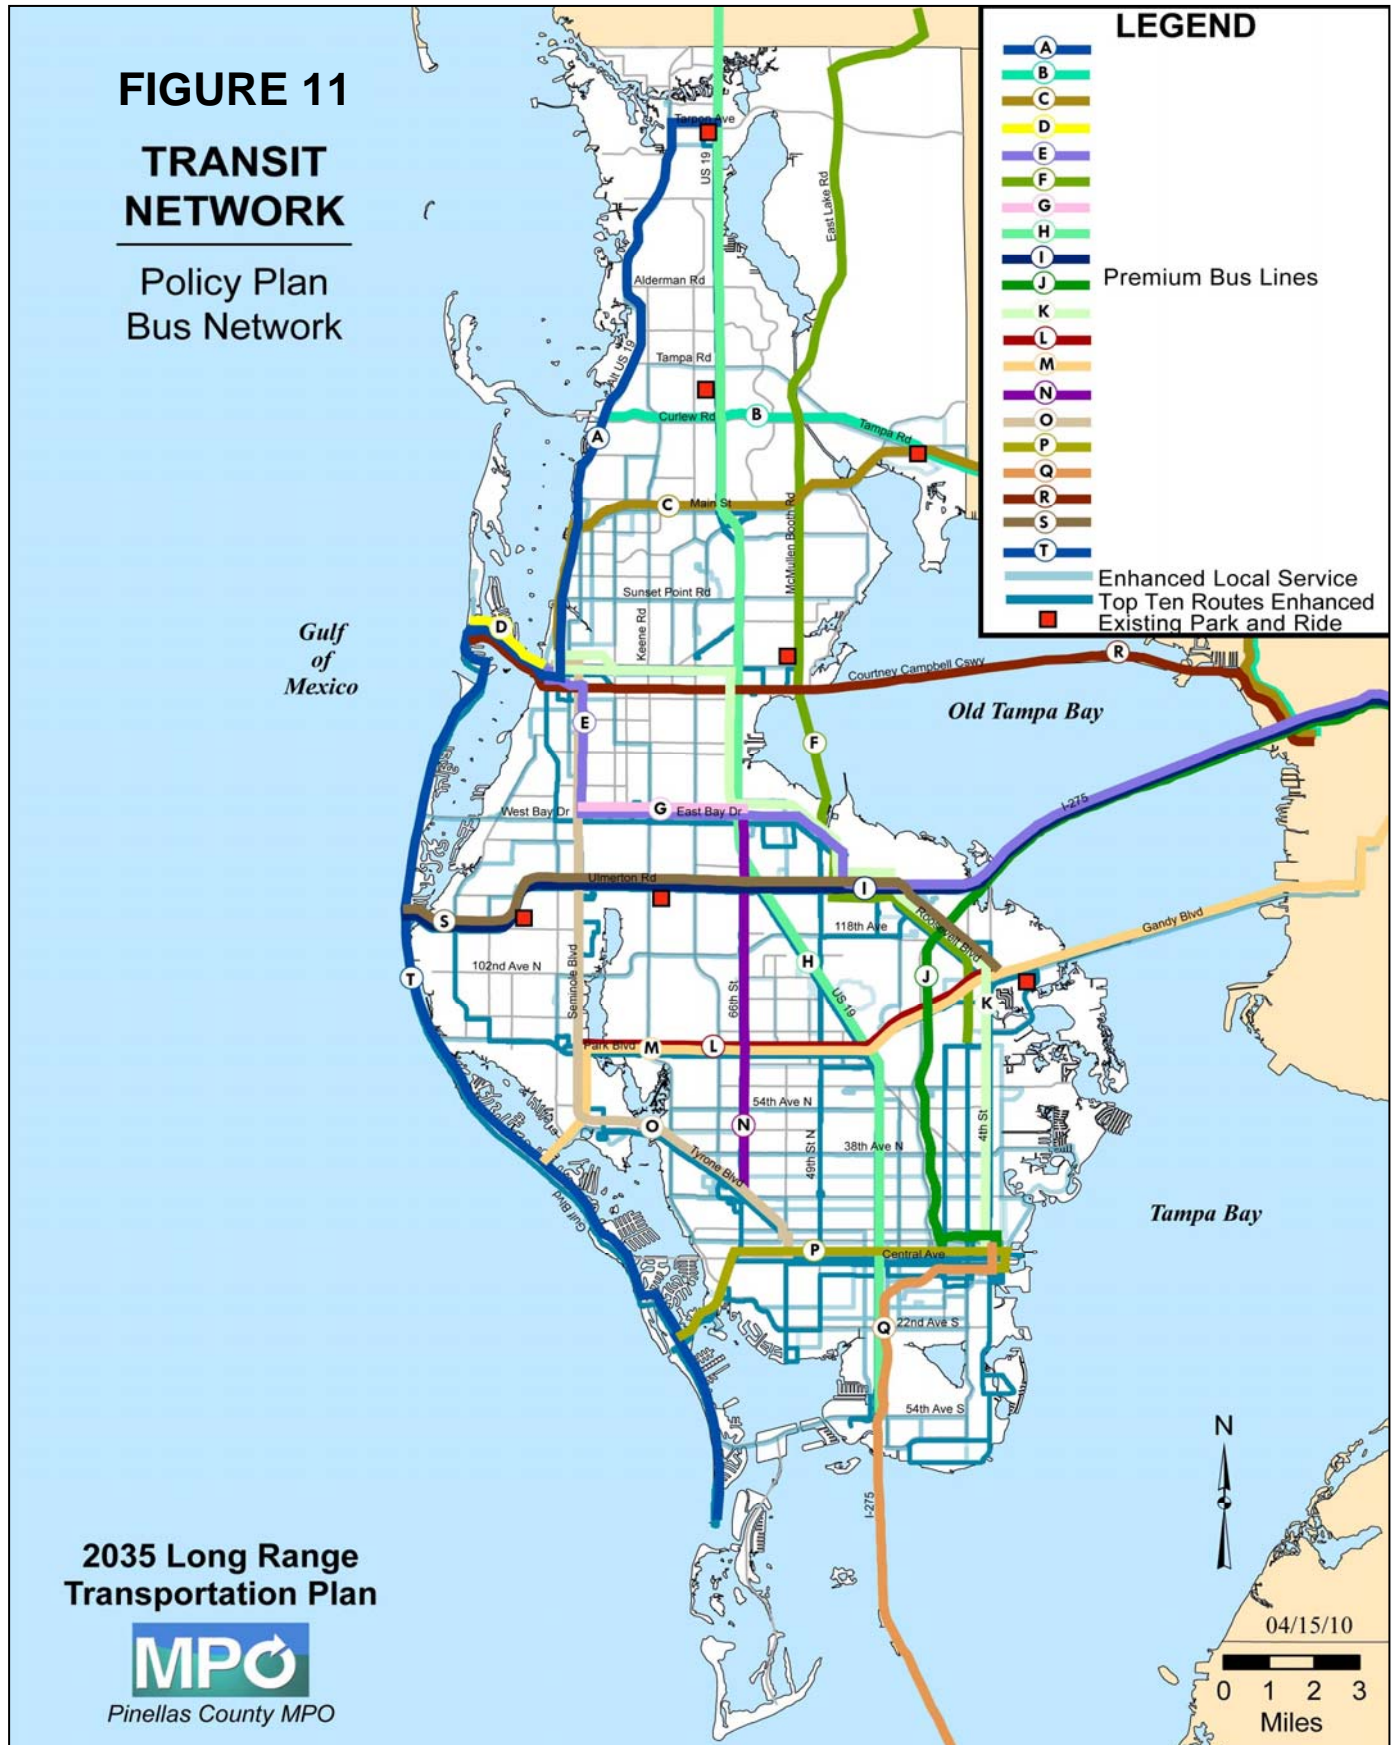 FIGURE 11
TRANSIT
NETWORK
Policy Plan
Bus Network
LEGEND
A
B
C
D
E
F
G
H
I
J
K
L
M
N
O
P
Q
R
S
T
Premium Bus Lines
Enhanced Local Service
Top Ten Routes Enhanced
Existing Park and Ride
Tarpon Ave
US 19
East Lake Rd
Alderman Rd
Alt US 19
Tampa Rd
Curlew Rd
B
Tampa Rd
A
C
Main St
McMullen Booth Rd
Sunset Point Rd
Keene Rd
D
Gulf
of
Mexico
R
Courtney Campbell Cswy
Old Tampa Bay
E
F
I-275
West Bay Dr
G
East Bay Dr
Ulmerton Rd
I
S
Roosevelt Blvd
Gandy Blvd
118th Ave
102nd Ave N
Seminole Blvd
H
J
T
66th St
US 19
K
Park Blvd
M
L
54th Ave N
4th St
O
N
49th St N
38th Ave N
Tyrone Blvd
Gulf Blvd
Tampa Bay
P
Central Ave
Q
22nd Ave S
54th Ave S
I-275
N
2035 Long Range
Transportation Plan
MPO
Pinellas County MPO
04/15/10
0 1 2 3
Miles